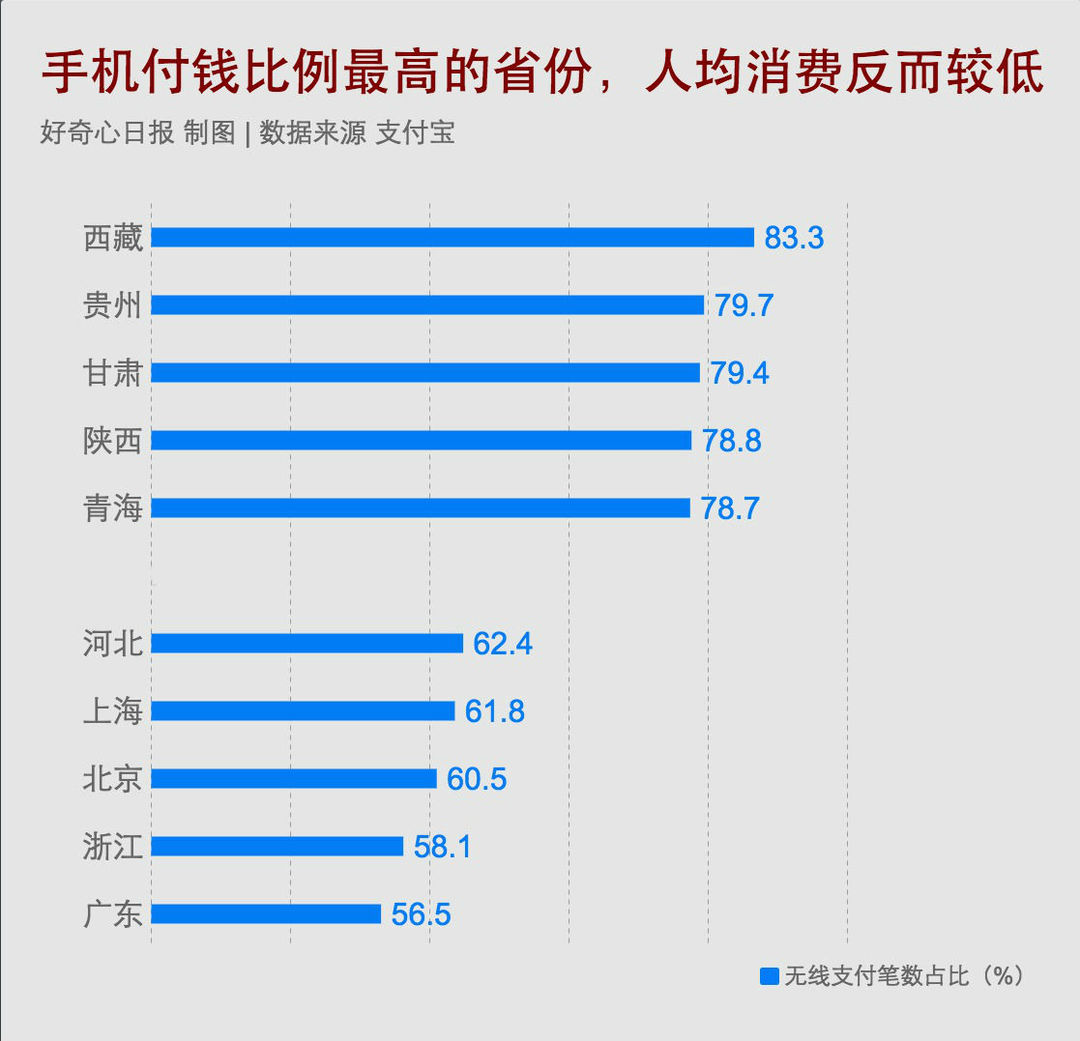 手机付钱比例最高的省份，人均消费反而较低
好奇心日报 制图 | 数据来源 支付宝
西藏 83.3
贵州 79.7
甘肃 79.4
陕西 78.8
青海 78.7
河北 62.4
上海 61.8
北京 60.5
浙江 58.1
广东 56.5
无线支付笔数占比（%）